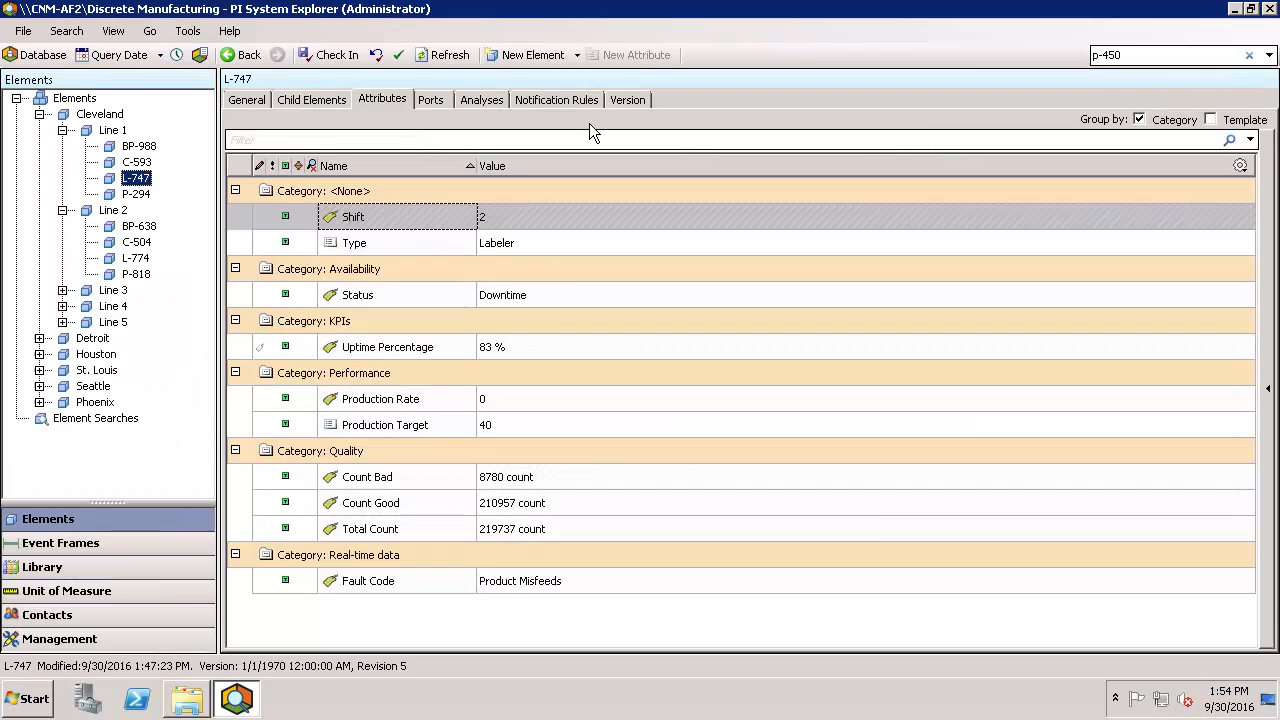 \\CNM-AF2\Discrete Manufacturing - PI System Explorer (Administrator)
File Search View Go Tools Help
Database Query Date Back Check In Refresh New Element New Attribute p-450
Elements
L-747
Elements
Cleveland
Line 1
BP-988
C-593
L-747
P-294
Line 2
BP-638
C-504
L-774
P-818
Line 3
Line 4
Line 5
Detroit
Houston
St. Louis
Seattle
Phoenix
Element Searches
Elements
Event Frames
Library
Unit of Measure
Contacts
Management
General Child Elements Attributes Ports Analyses Notification Rules Version
Group by: Category Template
Filter
Name Value
Category: <None>
Shift 2
Type Labeler
Category: Availability
Status Downtime
Category: KPIs
Uptime Percentage 83 %
Category: Performance
Production Rate 0
Production Target 40
Category: Quality
Count Bad 8780 count
Count Good 210957 count
Total Count 219737 count
Category: Real-time data
Fault Code Product Misfeeds
L-747 Modified:9/30/2016 1:47:23 PM. Version: 1/1/1970 12:00:00 AM, Revision 5
Start
1:54 PM
9/30/2016